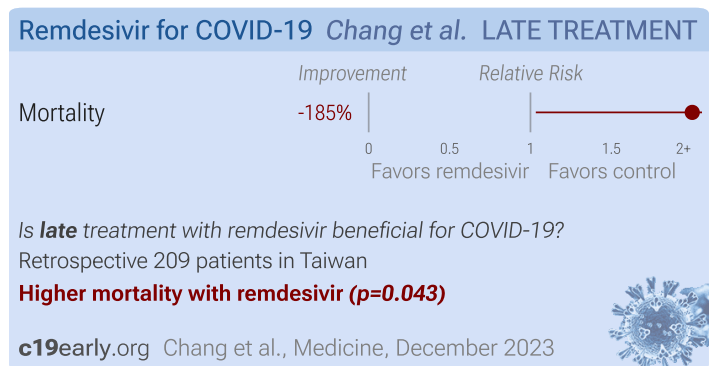 Remdesivir for COVID-19 Chang et al. LATE TREATMENT
Improvement Relative Risk
Mortality -185%
0 0.5 1 1.5 2+
Favors remdesivir Favors control
Is late treatment with remdesivir beneficial for COVID-19?
Retrospective 209 patients in Taiwan
Higher mortality with remdesivir (p=0.043)
c19early.org Chang et al., Medicine, December 2023